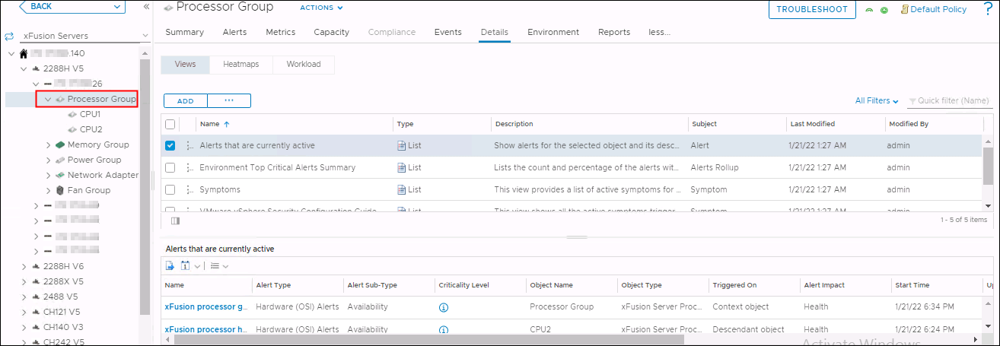 BACK
Processor Group ACTIONS TROUBLESHOOT Default Policy ?
xFusion Servers
Summary Alerts Metrics Capacity Compliance Events Details Environment Reports less...
.140
2288H V5
26
Processor Group
CPU1
CPU2
Memory Group
Power Group
Network Adapter
Fan Group
2288H V6
2288X V5
2488 V5
CH121 V5
CH140 V3
CH242 V5
Views Heatmaps Workload
ADD ... All Filters Quick filter (Name)
Name Type Description Subject Last Modified Modified By
Alerts that are currently active List Show alerts for the selected object and its desc... Alert 1/21/22 1:27 AM admin
Environment Top Critical Alerts Summary List Lists the count and percentage of the alerts wit... Alerts Rollup 1/21/22 1:27 AM admin
Symptoms List This view provides a list of active symptoms for ... Symptom 1/21/22 1:27 AM admin
VMware vSphere Security Configuration Guide List This view shows all the active symptoms trigger... Symptom 1/21/22 1:27 AM admin
1 - 5 of 5 items
Alerts that are currently active
Name Alert Type Alert Sub-Type Criticality Level Object Name Object Type Triggered On Alert Impact Start Time Up
xFusion processor g... Hardware (OSI) Alerts Availability Processor Group xFusion Server Proc... Context object Health 1/21/22 6:34 PM
xFusion processor h... Hardware (OSI) Alerts Availability CPU2 xFusion Server Proc... Descendant object Health 1/21/22 6:24 PM
Activate Windows